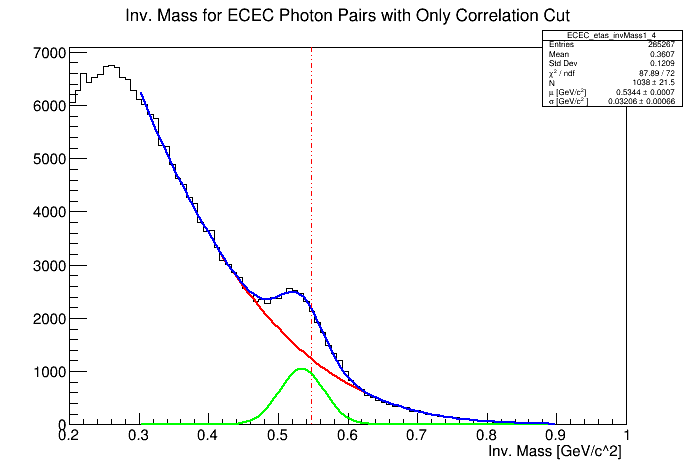 Inv. Mass for ECEC Photon Pairs with Only Correlation Cut
ECEC_etas_invMass1_4
Entries 285267
Mean 0.3607
Std Dev 0.1209
χ² / ndf 87.89 / 72
N 1038 ± 21.5
μ [GeV/c²] 0.5344 ± 0.0007
σ [GeV/c²] 0.03206 ± 0.00066
7000
6000
5000
4000
3000
2000
1000
0
0.2 0.3 0.4 0.5 0.6 0.7 0.8 0.9 1
Inv. Mass [GeV/c^2]